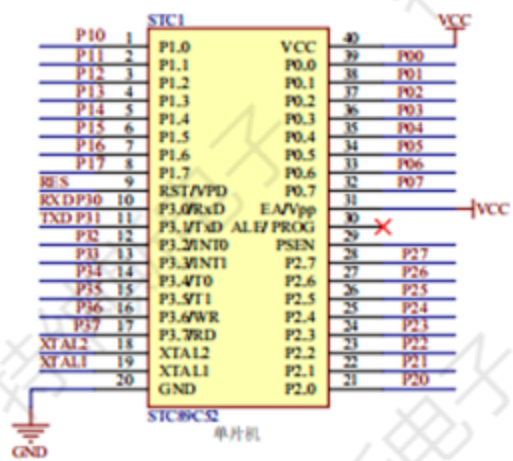 STC1
P10 1 P1.0 VCC 40 VCC
P11 2 P1.1 P0.0 39 P00
P12 3 P1.2 P0.1 38 P01
P13 4 P1.3 P0.2 37 P02
P14 5 P1.4 P0.3 36 P03
P15 6 P1.5 P0.4 35 P04
P16 7 P1.6 P0.5 34 P05
P17 8 P1.7 P0.6 33 P06
RES 9 RST/VPD P0.7 32 P07
RXD P30 10 P3.0/RxD EA/Vpp 31 VCC
TXD P31 11 P3.1/TxD ALE/PROG 30
P32 12 P3.2/INT0 PSEN 29
P33 13 P3.3/INT1 P2.7 28 P27
P34 14 P3.4/T0 P2.6 27 P26
P35 15 P3.5/T1 P2.5 26 P25
P36 16 P3.6/WR P2.4 25 P24
P37 17 P3.7/RD P2.3 24 P23
XTAL2 18 XTAL2 P2.2 23 P22
XTAL1 19 XTAL1 P2.1 22 P21
20 GND P2.0 21 P20
STC89C52
单片机
GND